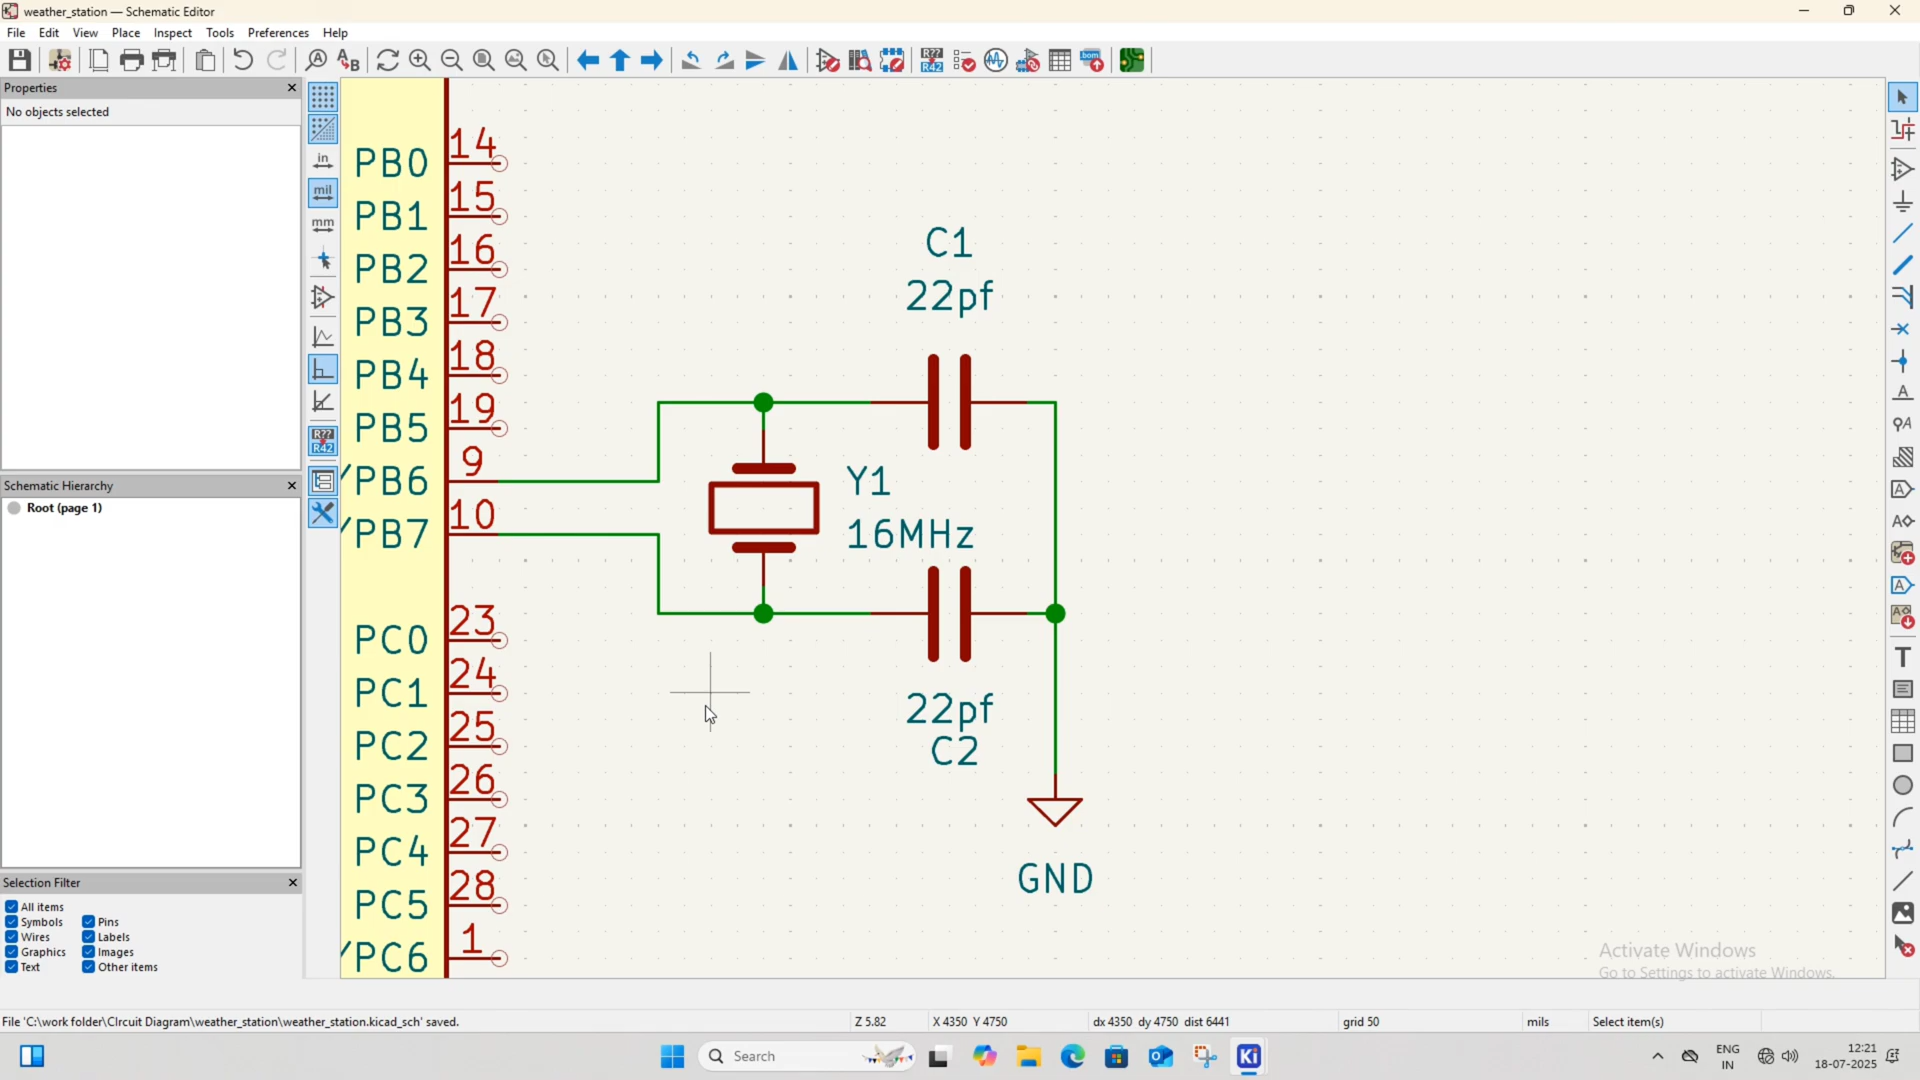 weather_station — Schematic Editor
File Edit View Place Inspect Tools Preferences Help
Properties
No objects selected
Schematic Hierarchy
Root (page 1)
Selection Filter
All items
Symbols Pins
Wires Labels
Graphics Images
Text Other items
in
mil
mm
R??
R42
PB0 14
PB1 15
PB2 16
PB3 17
PB4 18
PB5 19
/PB6 9
/PB7 10
PC0 23
PC1 24
PC2 25
PC3 26
PC4 27
PC5 28
/PC6 1
C1
22pf
Y1
16MHz
22pf
C2
GND
Activate Windows
Go to Settings to activate Windows.
File 'C:\work folder\CIrcuit Diagram\weather_station\weather_station.kicad_sch' saved.
Z 5.82
X 4350 Y 4750
dx 4350 dy 4750 dist 6441
grid 50
mils
Select item(s)
Search
ENG
IN
12:21
18-07-2025